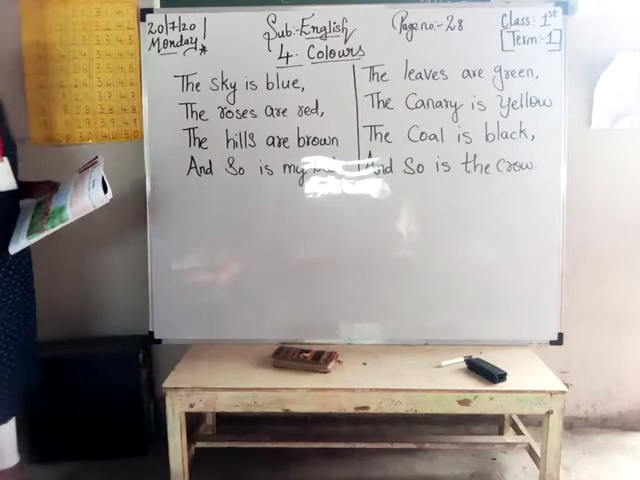 20/7/20
Monday
Sub:-English
Page no:-28
Class: 1st
Term:-1
4. Colours
The sky is blue,
The roses are red,
The hills are brown
And So is my
The leaves are green,
The Canary is Yellow
The Coal is black,
And So is the crow.